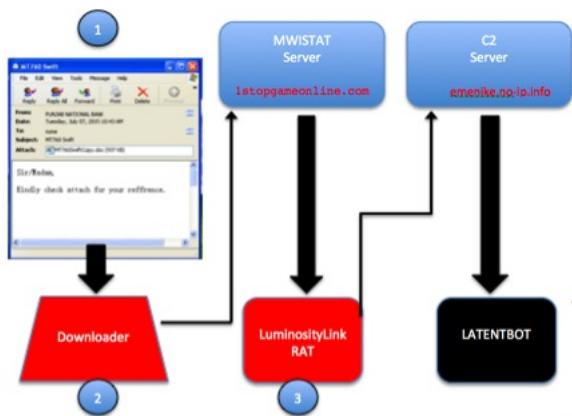 1
MT760 Swift
File Edit View Tools Message Help
Reply Reply All Forward Print Delete Previous
From: PUNJAB NATIONAL BANK
Date: Tuesday, July 07, 2015 10:43 AM
To: none
Subject: MT760 Swift
Attach: MT760SwiftCopy.doc
Sir/Madam,
Kindly check attach for your reffrence.
MWISTAT
Server
1stopgameonline.com
C2
Server
emenike.no-ip.info
Downloader
LuminosityLink
RAT
LATENTBOT
2
3